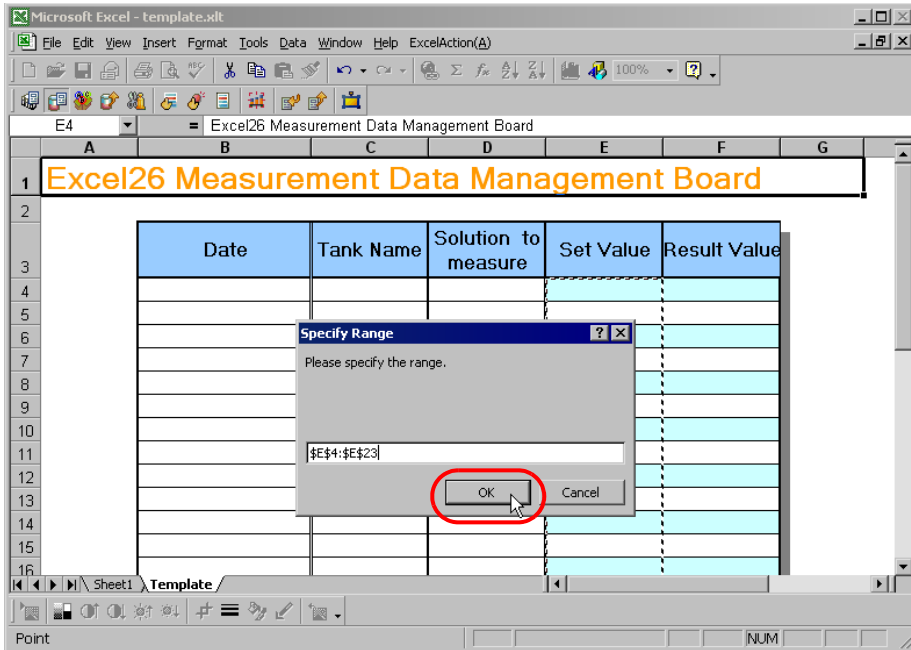 Microsoft Excel - template.xlt
File Edit View Insert Format Tools Data Window Help ExcelAction(A)
100%
E4 = Excel26 Measurement Data Management Board
A B C D E F G
1 Excel26 Measurement Data Management Board
2
3 Date Tank Name Solution to measure Set Value Result Value
4
5
6
7
8
9
10
11
12
13
14
15
16
Specify Range
Please specify the range.
$E$4:$E$23
OK Cancel
Sheet1 Template
Point NUM